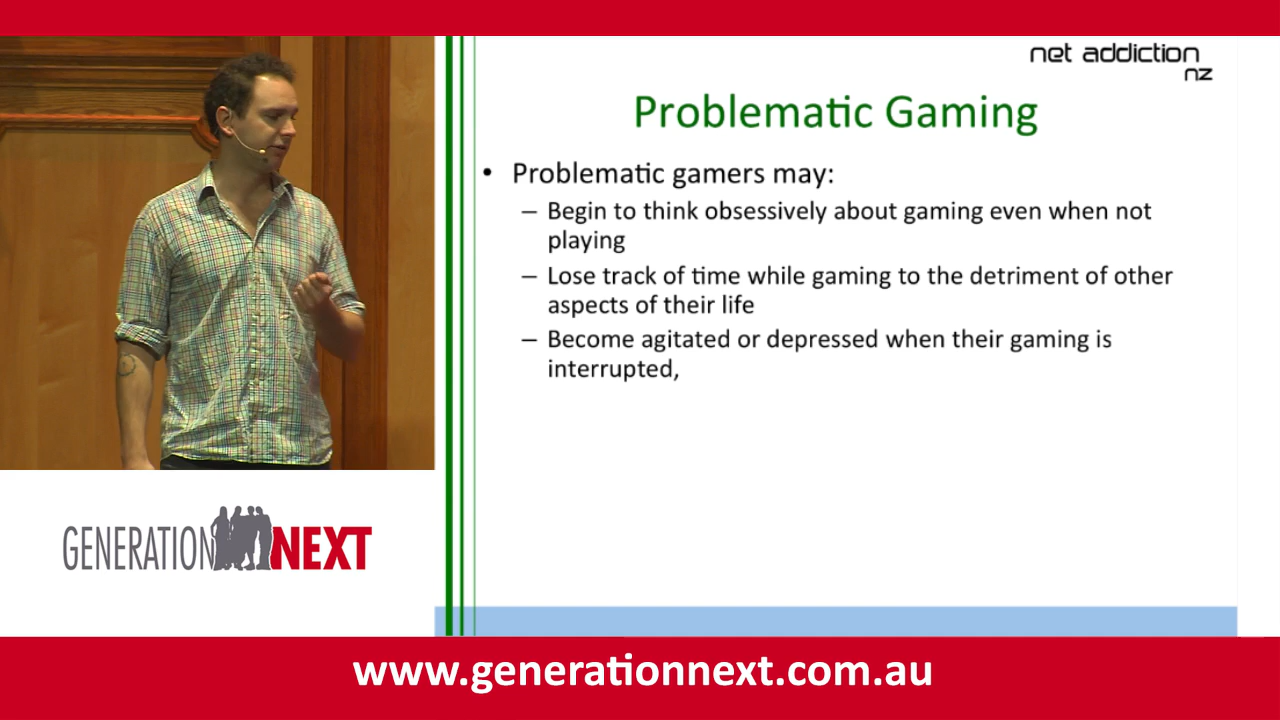 net addiction
nz
Problematic Gaming
• Problematic gamers may:
– Begin to think obsessively about gaming even when not
playing
– Lose track of time while gaming to the detriment of other
aspects of their life
– Become agitated or depressed when their gaming is
interrupted,
GENERATION NEXT
www.generationnext.com.au